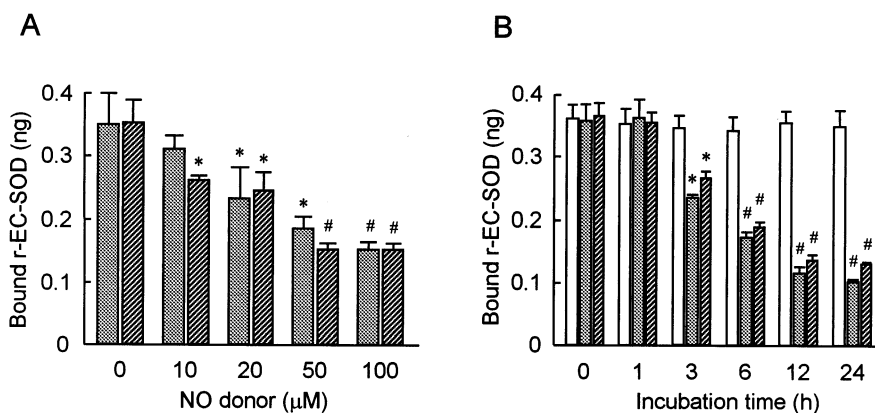 A
Bound r-EC-SOD (ng)
0.4
0.3
0.2
0.1
0
* * * * # # #
0 10 20 50 100
NO donor (μM)
B
Bound r-EC-SOD (ng)
0.4
0.3
0.2
0.1
0
* * # # # # # #
0 1 3 6 12 24
Incubation time (h)